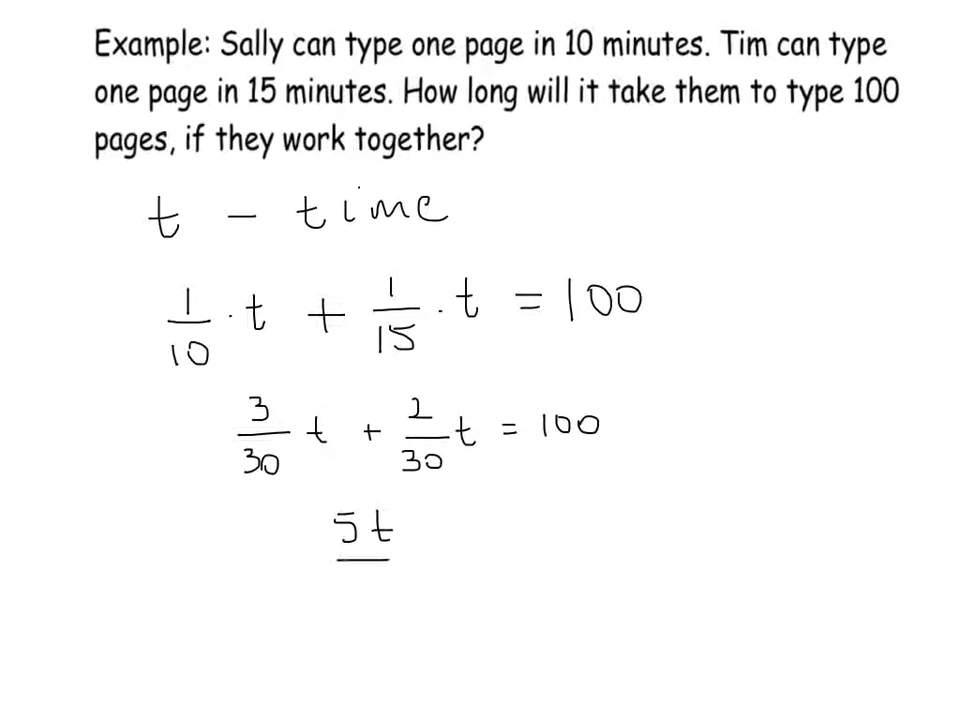 Example: Sally can type one page in 10 minutes. Tim can type
one page in 15 minutes. How long will it take them to type 100
pages, if they work together?
t - time
1/10 · t + 1/15 · t = 100
3/30 t + 2/30 t = 100
5t